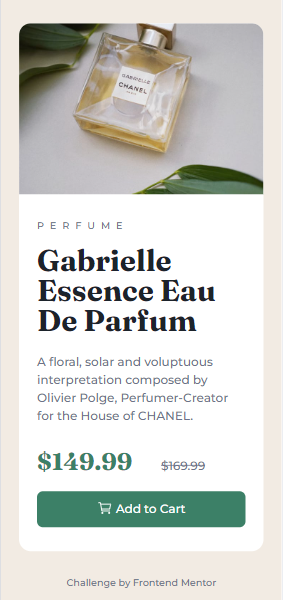 GABRIELLE
CHANEL
PERFUME
Gabrielle
Essence Eau
De Parfum
A floral, solar and voluptuous
interpretation composed by
Olivier Polge, Perfumer-Creator
for the House of CHANEL.
$149.99 $169.99
Add to Cart
Challenge by Frontend Mentor